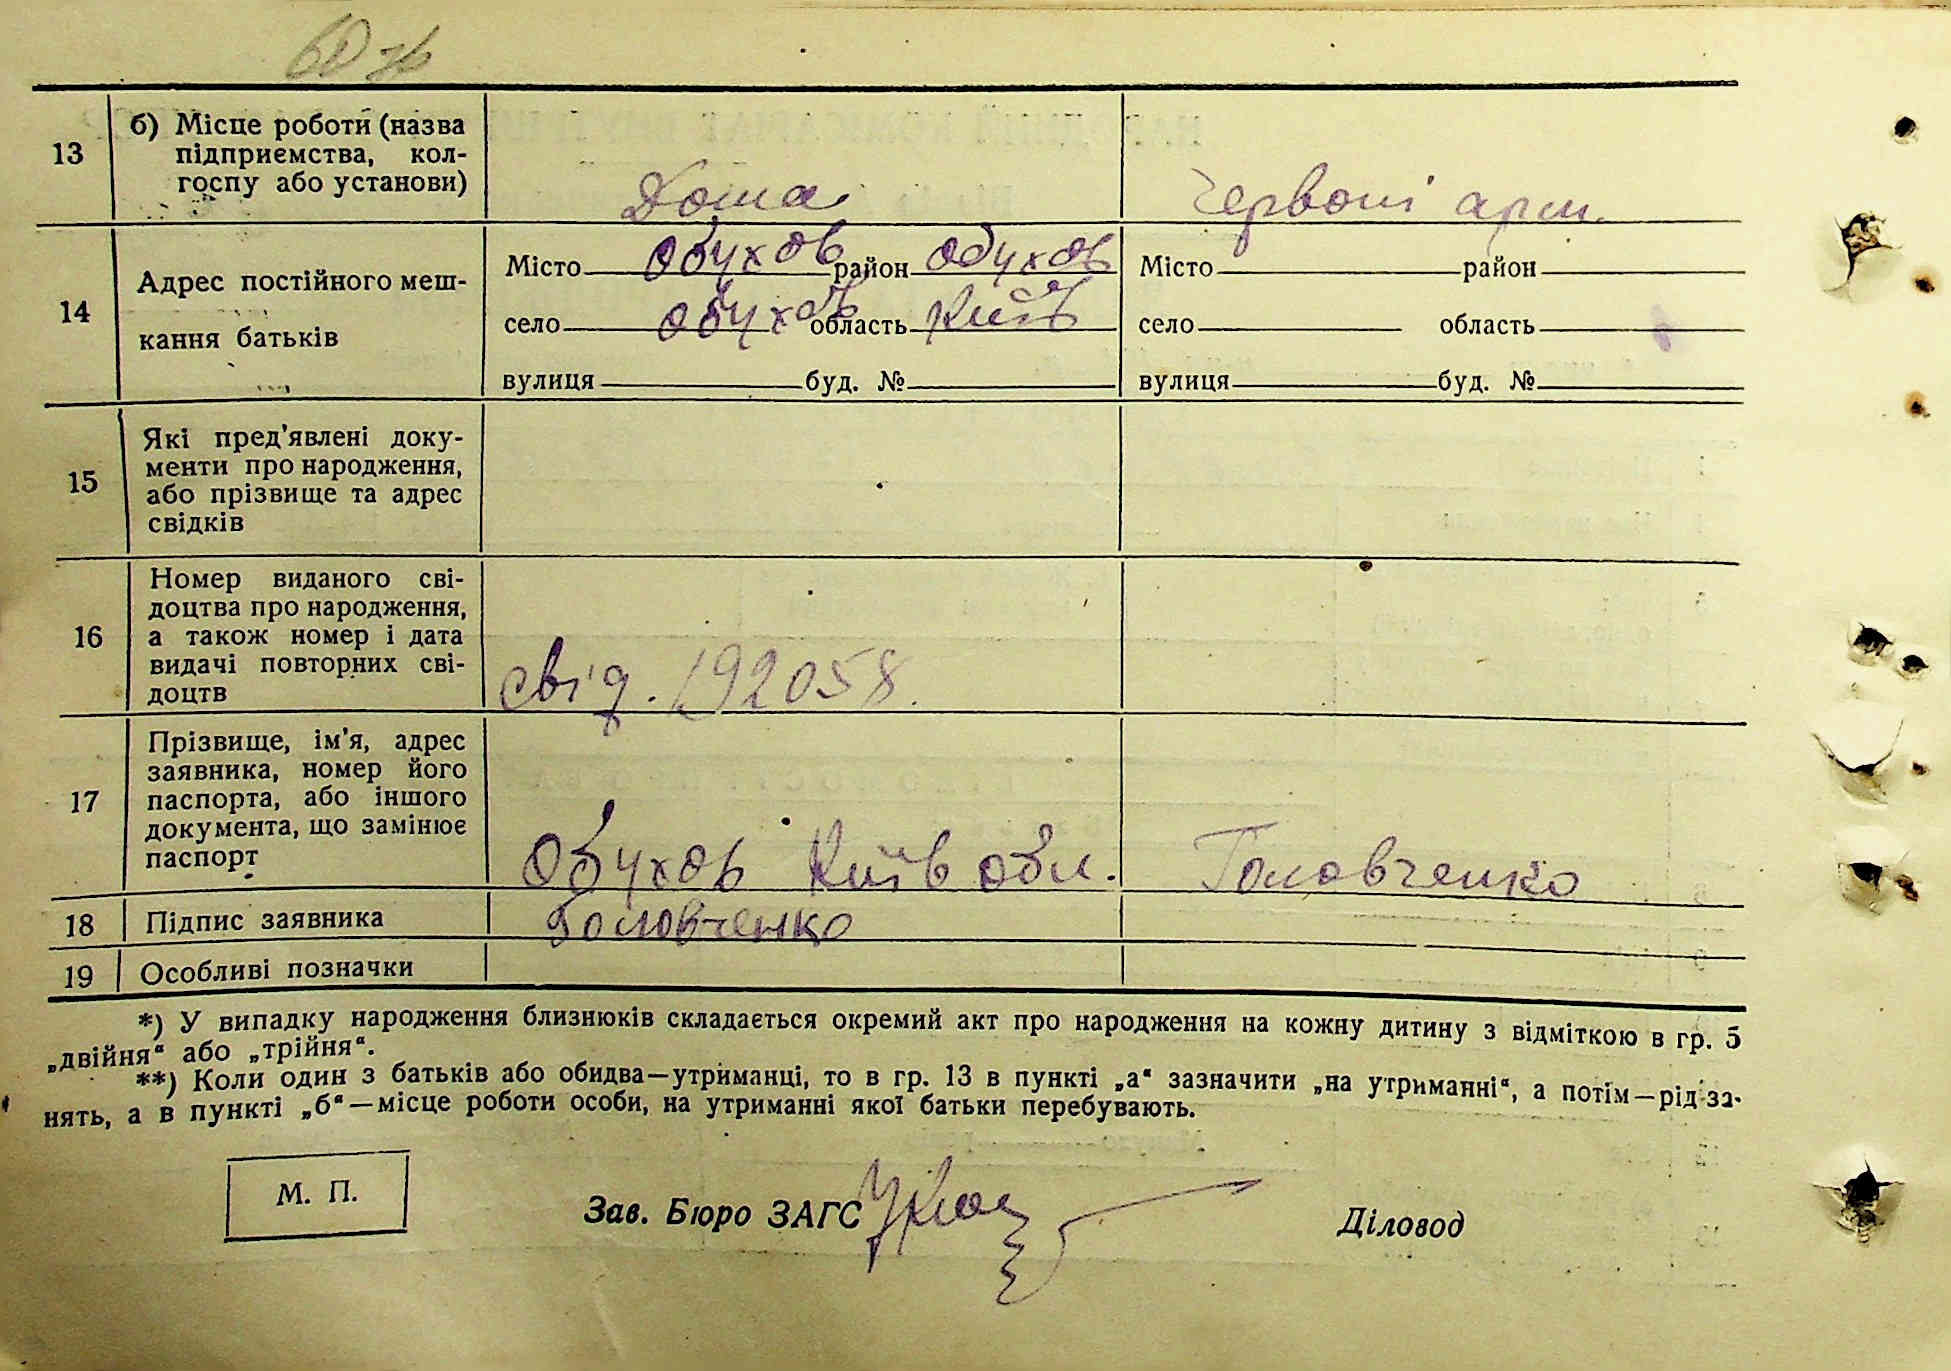 60 зв
13 б) Місце роботи (назва підприємства, кол-
госпу або установи) Дома Червоні арм.
14 Адрес постійного меш-
кання батьків
Місто Обухов район Обухов Місто район
село Обухов область Київ село область
вулиця буд. № вулиця буд. №
15 Які пред'явлені доку-
менти про народження,
або прізвище та адрес
свідків
16 Номер виданого сві-
доцтва про народження,
а також номер і дата
видачі повторних сві-
доцтв свід. 192058.
17 Прізвище, ім'я, адрес
заявника, номер його
паспорта, або іншого
документа, що замінює
паспорт Обухов Київ обл. Головченко
18 Підпис заявника Головченко
19 Особливі позначки
*) У випадку народження близнюків складається окремий акт про народження на кожну дитину з відміткою в гр. 5
„двійня“ або „трійня“.
**) Коли один з батьків або обидва—утриманці, то в гр. 13 в пункті „а“ зазначити „на утриманні“, а потім—рід за-
нять, а в пункті „б“—місце роботи особи, на утриманні якої батьки перебувають.
М. П.
Зав. Бюро ЗАГС Діловод